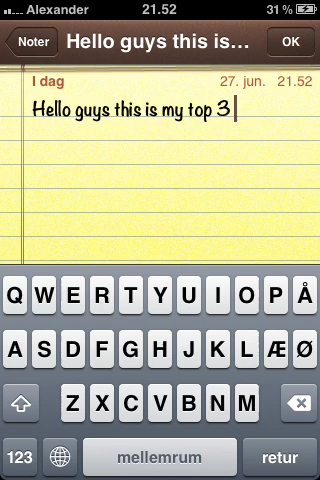 Alexander 21.52 31 %
Noter Hello guys this is... OK
I dag 27. jun. 21.52
Hello guys this is my top 3
Q W E R T Y U I O P Å
A S D F G H J K L Æ Ø
Z X C V B N M
123 mellemrum retur